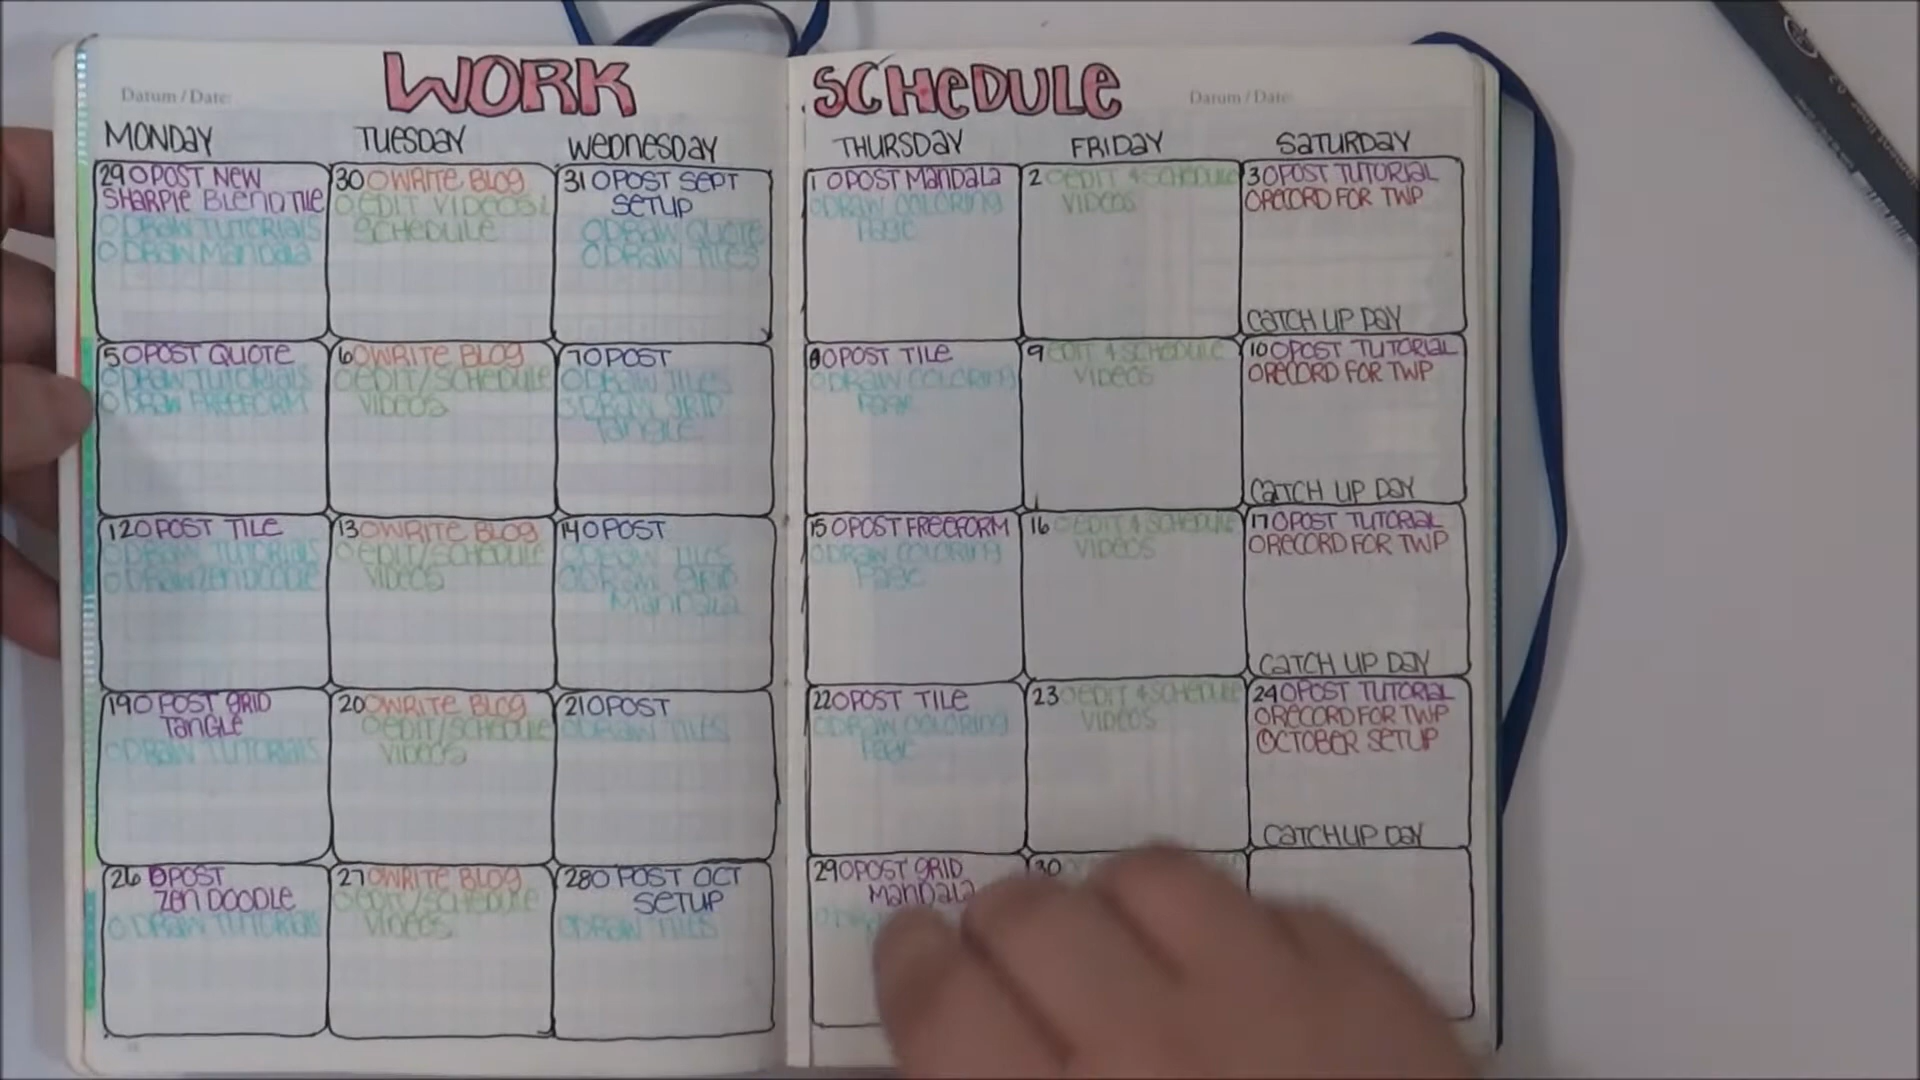 WORK SCHEDULE
Datum / Date:
Datum / Date:
MONDAY TUESDAY WEDNESDAY THURSDAY FRIDAY SATURDAY
29 O POST NEW
SHARPIE BLEND TILE
O DRAW TUTORIALS
O DRAW MANDALA
30 O WRITE BLOG
O EDIT VIDEOS &
SCHEDULE
31 O POST SEPT
SETUP
O DRAW QUOTE
O DRAW TILES
1 O POST MANDALA
O DRAW COLORING
PAGE
2 O EDIT & SCHEDULE
VIDEOS
3 O POST TUTORIAL
O RECORD FOR TWP
CATCH UP DAY
5 O POST QUOTE
O DRAW TUTORIALS
O DRAW FREEFORM
6 O WRITE BLOG
O EDIT/SCHEDULE
VIDEOS
7 O POST
O DRAW TILES
O DRAW GRID
TANGLE
8 O POST TILE
O DRAW COLORING
PAGE
9 EDIT & SCHEDULE
VIDEOS
10 O POST TUTORIAL
O RECORD FOR TWP
CATCH UP DAY
12 O POST TILE
O DRAW TUTORIALS
O DRAW ZENDOODLE
13 O WRITE BLOG
O EDIT/SCHEDULE
VIDEOS
14 O POST
O DRAW TILES
O DRAW GRID
MANDALA
15 O POST FREEFORM
O DRAW COLORING
PAGE
16 O EDIT & SCHEDULE
VIDEOS
17 O POST TUTORIAL
O RECORD FOR TWP
CATCH UP DAY
19 O POST GRID
TANGLE
O DRAW TUTORIALS
20 O WRITE BLOG
O EDIT/SCHEDULE
VIDEOS
21 O POST
O DRAW TILES
22 O POST TILE
O DRAW COLORING
PAGE
23 O EDIT & SCHEDULE
VIDEOS
24 O POST TUTORIAL
O RECORD FOR TWP
OCTOBER SETUP
CATCH UP DAY
26 O POST
ZEN DOODLE
O DRAW TUTORIALS
27 O WRITE BLOG
O EDIT/SCHEDULE
VIDEOS
28 O POST OCT
SETUP
O DRAW TILES
29 O POST GRID
MANDALA
30